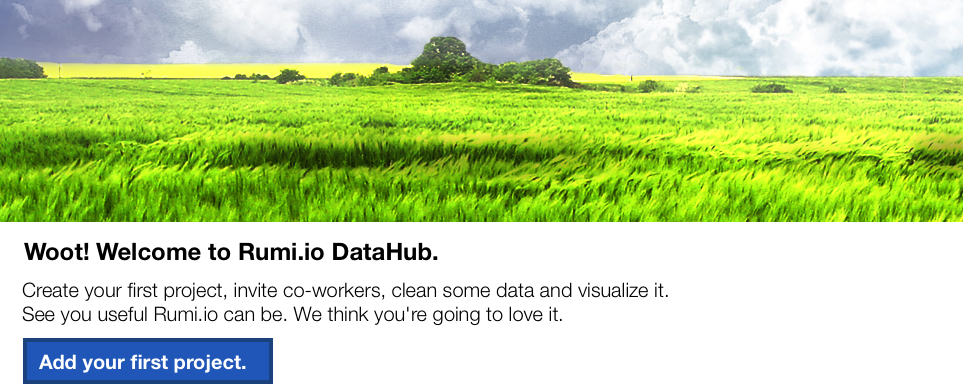 Woot! Welcome to Rumi.io DataHub.
Create your first project, invite co-workers, clean some data and visualize it.
See you useful Rumi.io can be. We think you're going to love it.
Add your first project.